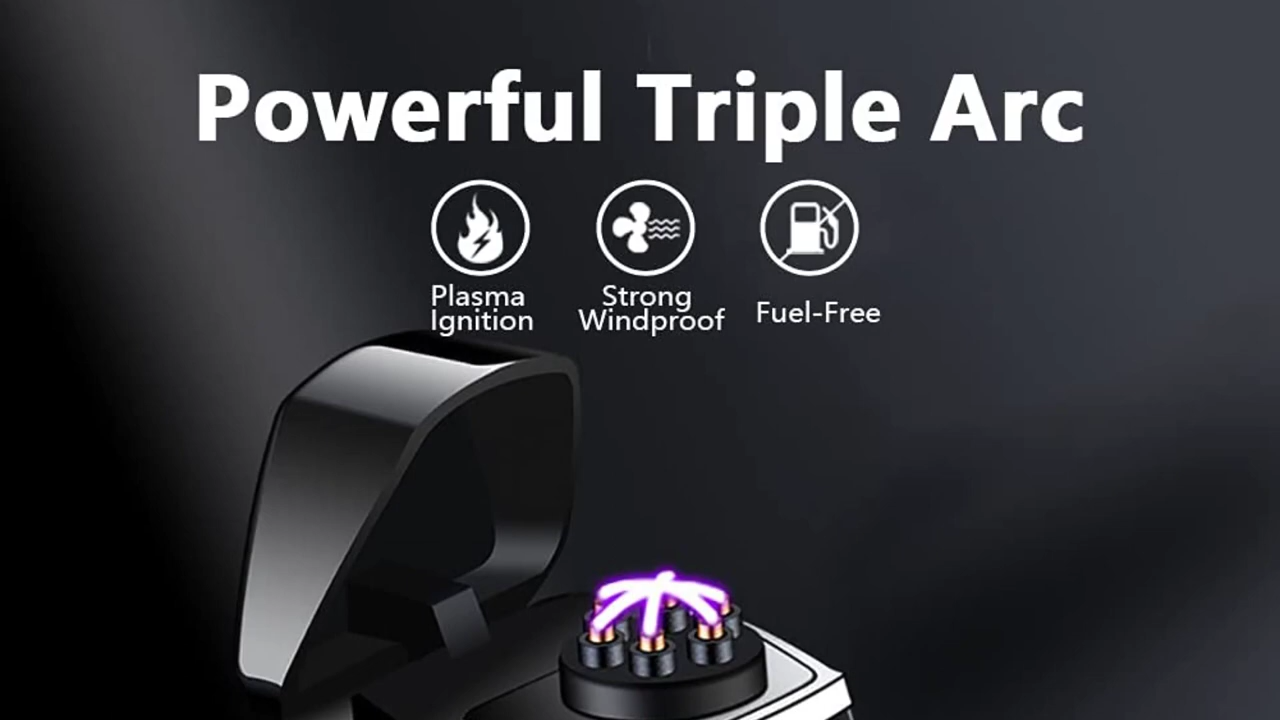 Powerful Triple Arc
Plasma
Ignition
Strong
Windproof
Fuel-Free